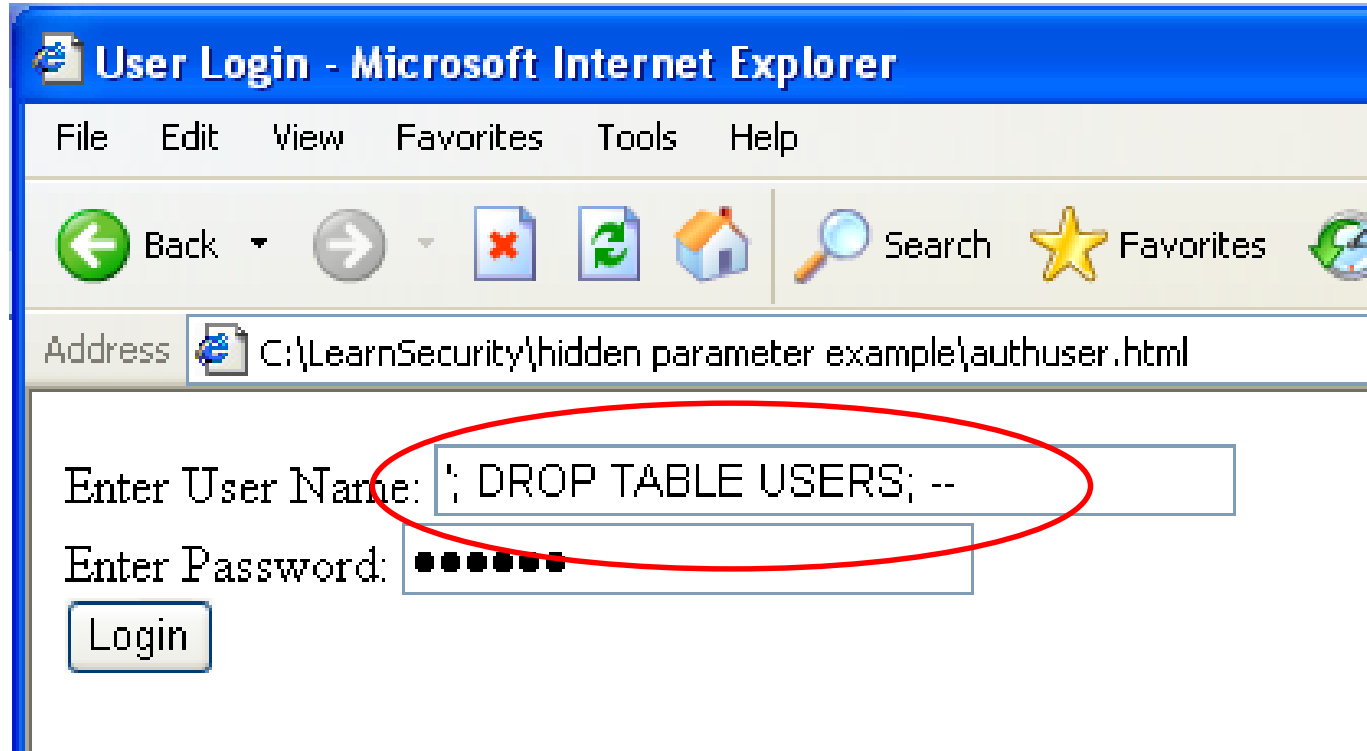 User Login - Microsoft Internet Explorer
File Edit View Favorites Tools Help
Back Search Favorites
Address C:\LearnSecurity\hidden parameter example\authuser.html
Enter User Name: '; DROP TABLE USERS; --
Enter Password: ••••••
Login